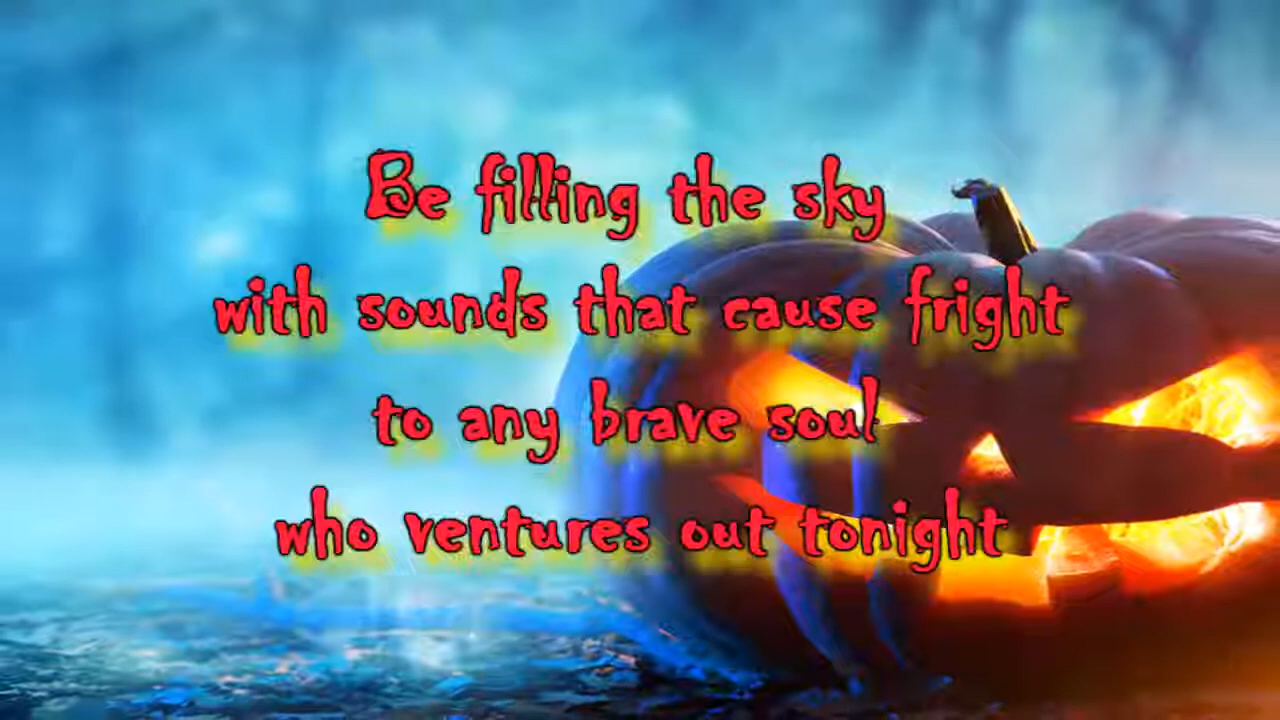 Be filling the sky
with sounds that cause fright
to any brave soul
who ventures out tonight